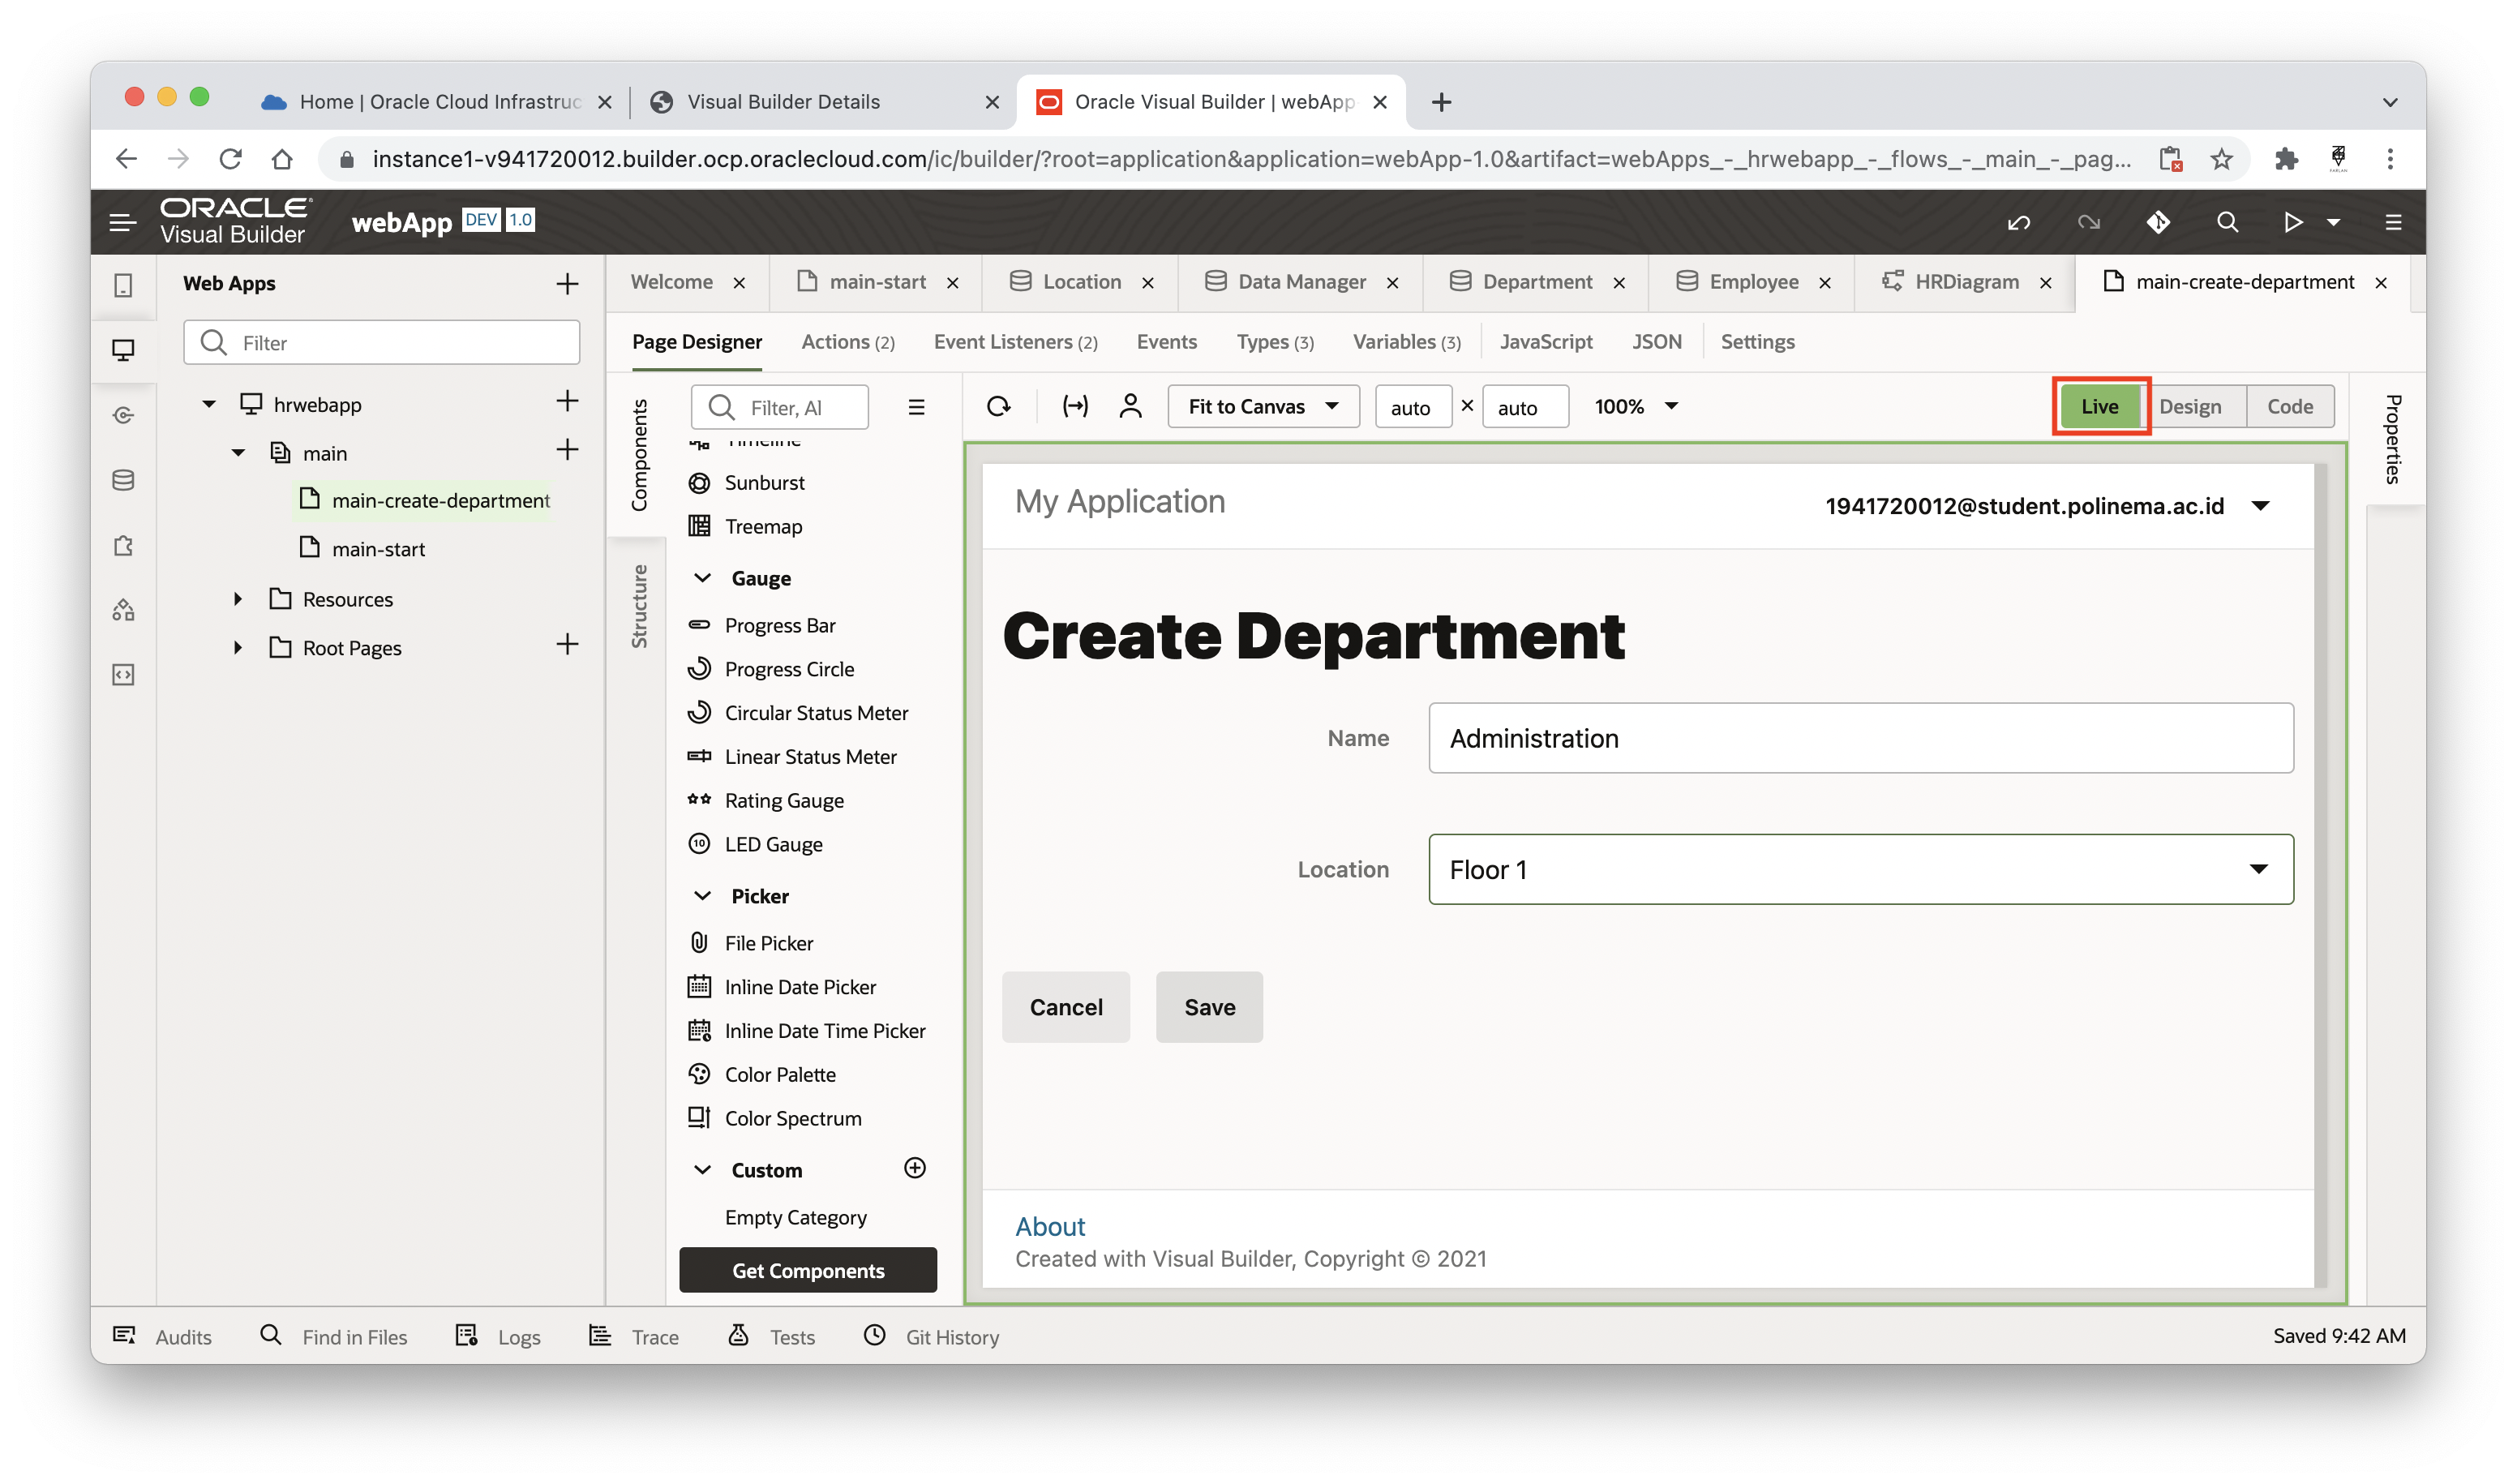 Home | Oracle Cloud Infrastruc
Visual Builder Details
Oracle Visual Builder | webApp
instance1-v941720012.builder.ocp.oraclecloud.com/ic/builder/?root=application&application=webApp-1.0&artifact=webApps_-_hrwebapp_-_flows_-_main_-_pag...
ORACLE
Visual Builder
webApp DEV 1.0
Web Apps
Filter
hrwebapp
main
main-create-department
main-start
Resources
Root Pages
Welcome
main-start
Location
Data Manager
Department
Employee
HRDiagram
main-create-department
Page Designer
Actions (2)
Event Listeners (2)
Events
Types (3)
Variables (3)
JavaScript
JSON
Settings
Components
Structure
Filter, Al
Timeline
Sunburst
Treemap
Gauge
Progress Bar
Progress Circle
Circular Status Meter
Linear Status Meter
Rating Gauge
LED Gauge
Picker
File Picker
Inline Date Picker
Inline Date Time Picker
Color Palette
Color Spectrum
Custom
Empty Category
Get Components
Fit to Canvas
auto × auto
100%
Live
Design
Code
Properties
My Application
1941720012@student.polinema.ac.id
Create Department
Name
Administration
Location
Floor 1
Cancel
Save
About
Created with Visual Builder, Copyright © 2021
Audits
Find in Files
Logs
Trace
Tests
Git History
Saved 9:42 AM